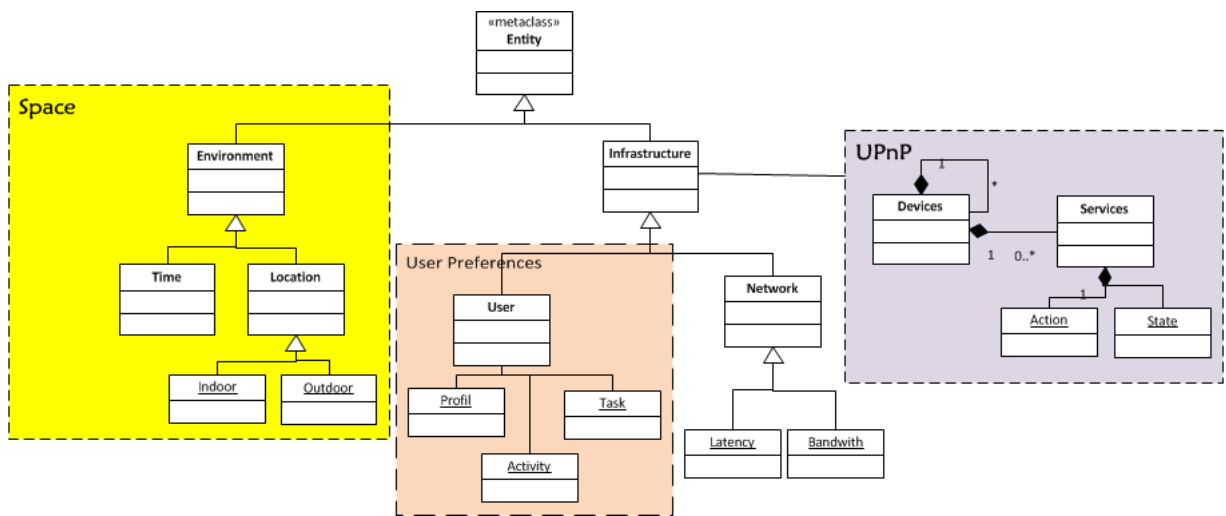 «metaclass»
Entity
Space
Environment
Infrastructure
UPnP
1
*
Devices
Services
1
0..*
User Preferences
Time
Location
User
Network
1
Action
State
Indoor
Outdoor
Profil
Task
Activity
Latency
Bandwith